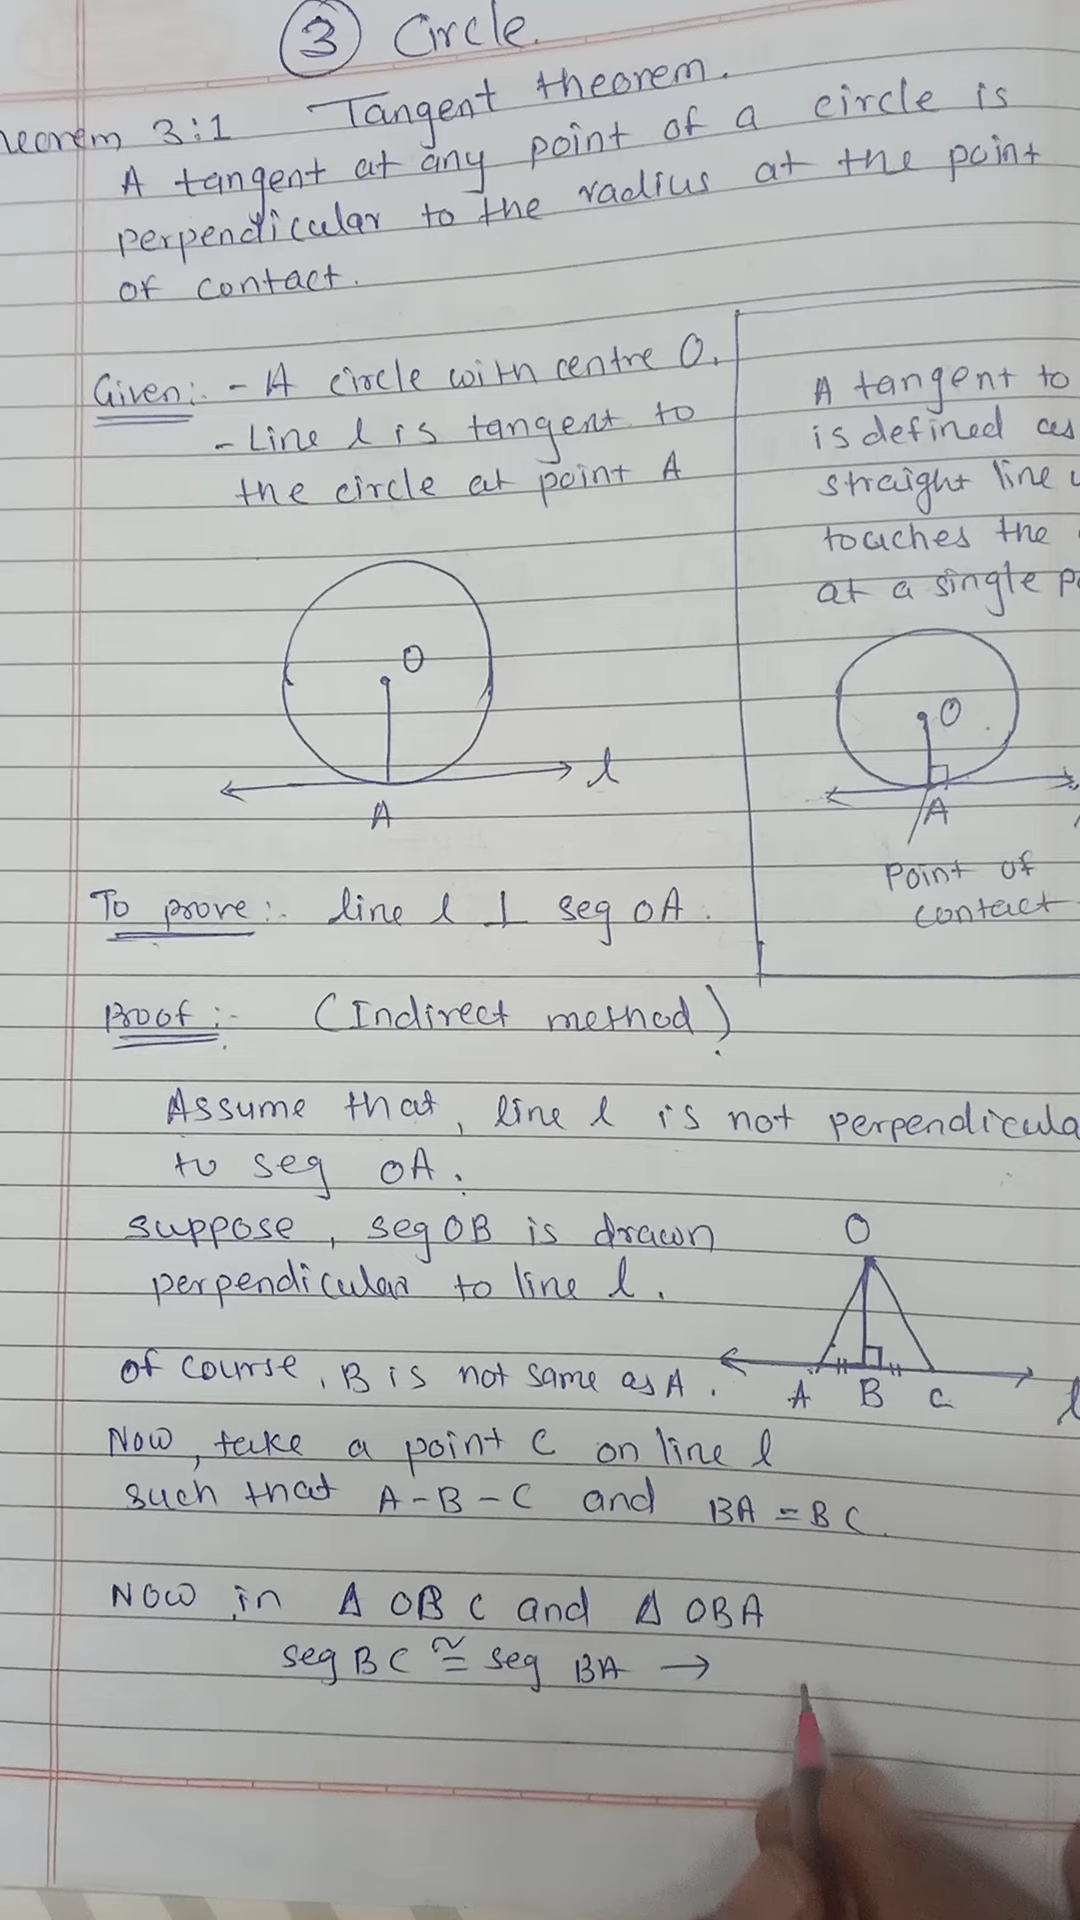 3 Circle.
Tangent theorem.
3:1
A tangent at any point of a circle is
perpendicular to the radius at the point
of contact.
Given:- - A circle with centre O.
- Line l is tangent to
the circle at point A
A tangent to
is defined as
straight line
touches the
at a single
O
l
A
O
A
Point of
contact
To prove:- line l ⊥ seg OA.
Proof:- (Indirect method)
Assume that, line l is not
to seg OA.
suppose, seg OB is drawn
perpendicular to line l.
O
of course, B is not same as A.
A B C
l
Now, take a point C on line l
such that A-B-C and BA = BC.
Now in Δ OBC and Δ OBA
seg BC ≅ seg BA →